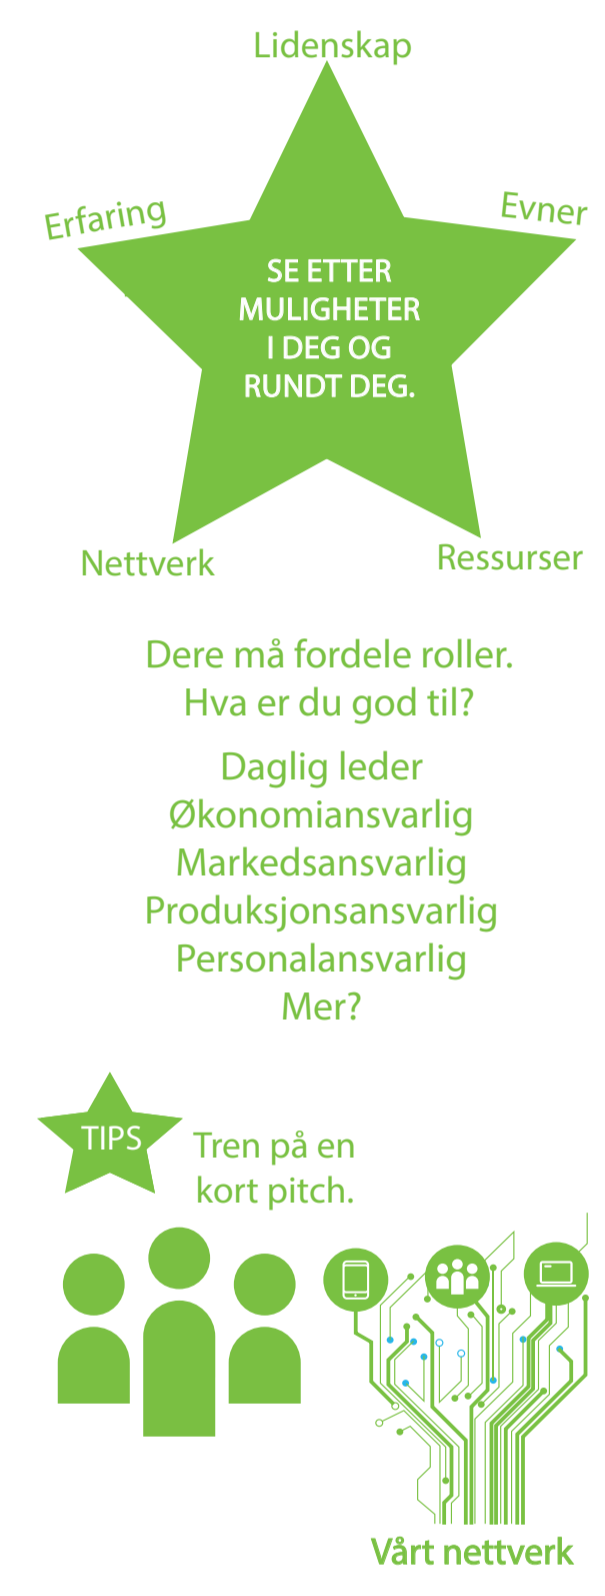 Lidenskap
Erfaring
Evner
SE ETTER
MULIGHETER
I DEG OG
RUNDT DEG.
Nettverk
Ressurser
Dere må fordele roller.
Hva er du god til?
Daglig leder
Økonomiansvarlig
Markedsansvarlig
Produksjonsansvarlig
Personalansvarlig
Mer?
TIPS
Tren på en
kort pitch.
Vårt nettverk